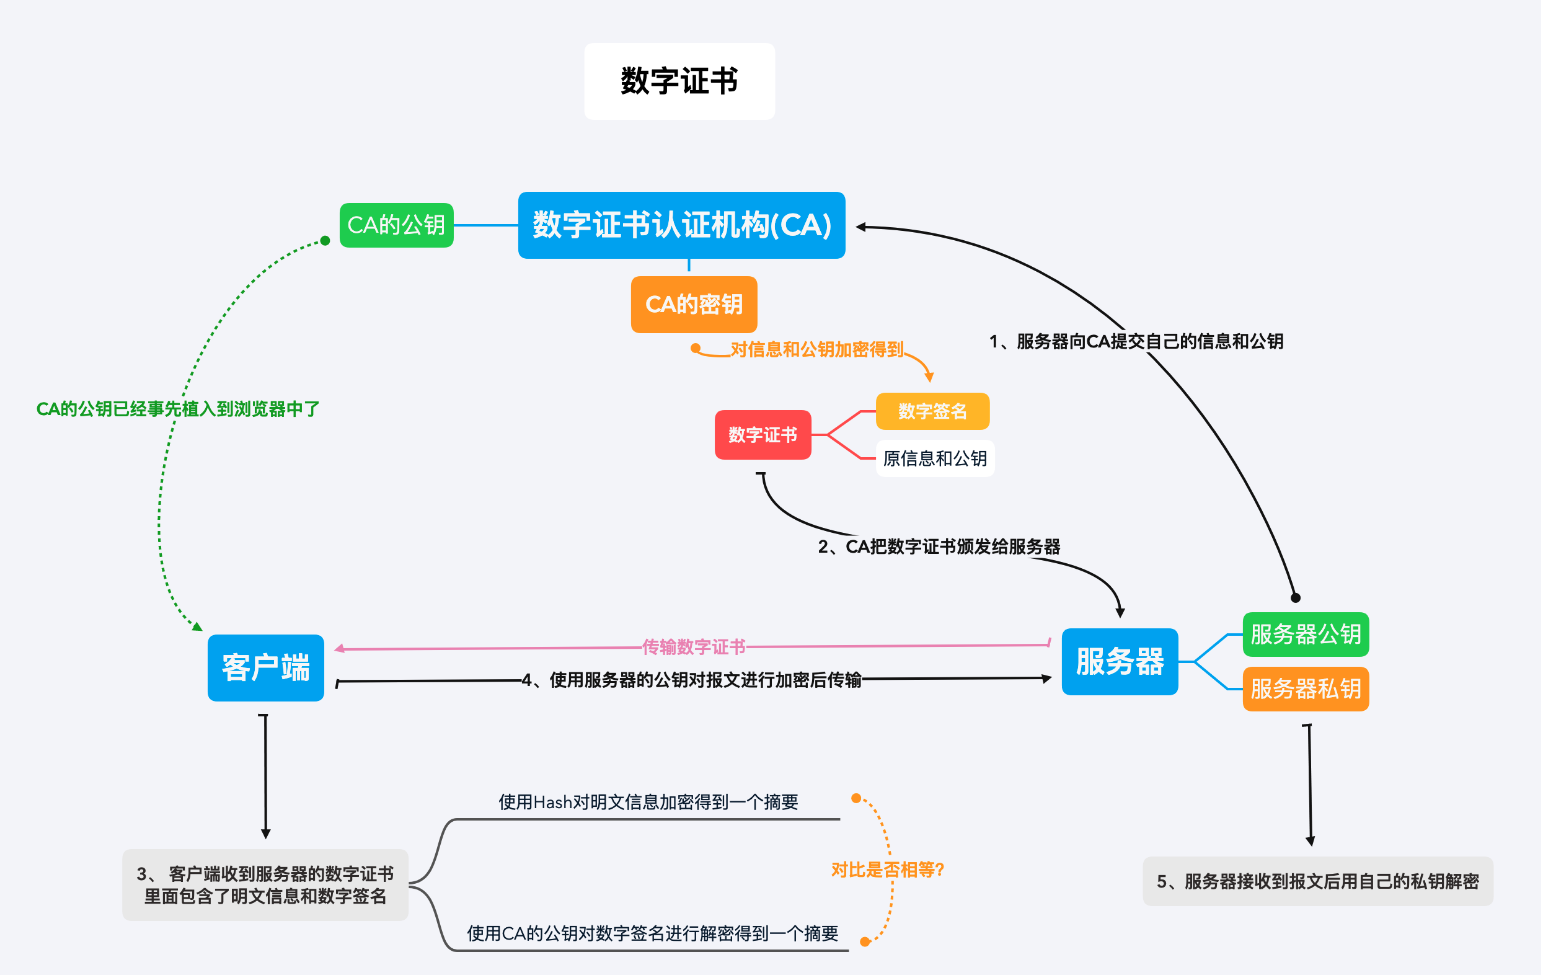 数字证书
CA的公钥
数字证书认证机构(CA)
CA的密钥
对信息和公钥加密得到
1、服务器向CA提交自己的信息和公钥
CA的公钥已经事先植入到浏览器中了
数字签名
数字证书
原信息和公钥
2、CA把数字证书颁发给服务器
服务器公钥
传输数字证书
客户端
服务器
4、使用服务器的公钥对报文进行加密后传输
服务器私钥
使用Hash对明文信息加密得到一个摘要
对比是否相等?
3、 客户端收到服务器的数字证书
里面包含了明文信息和数字签名
5、服务器接收到报文后用自己的私钥解密
使用CA的公钥对数字签名进行解密得到一个摘要